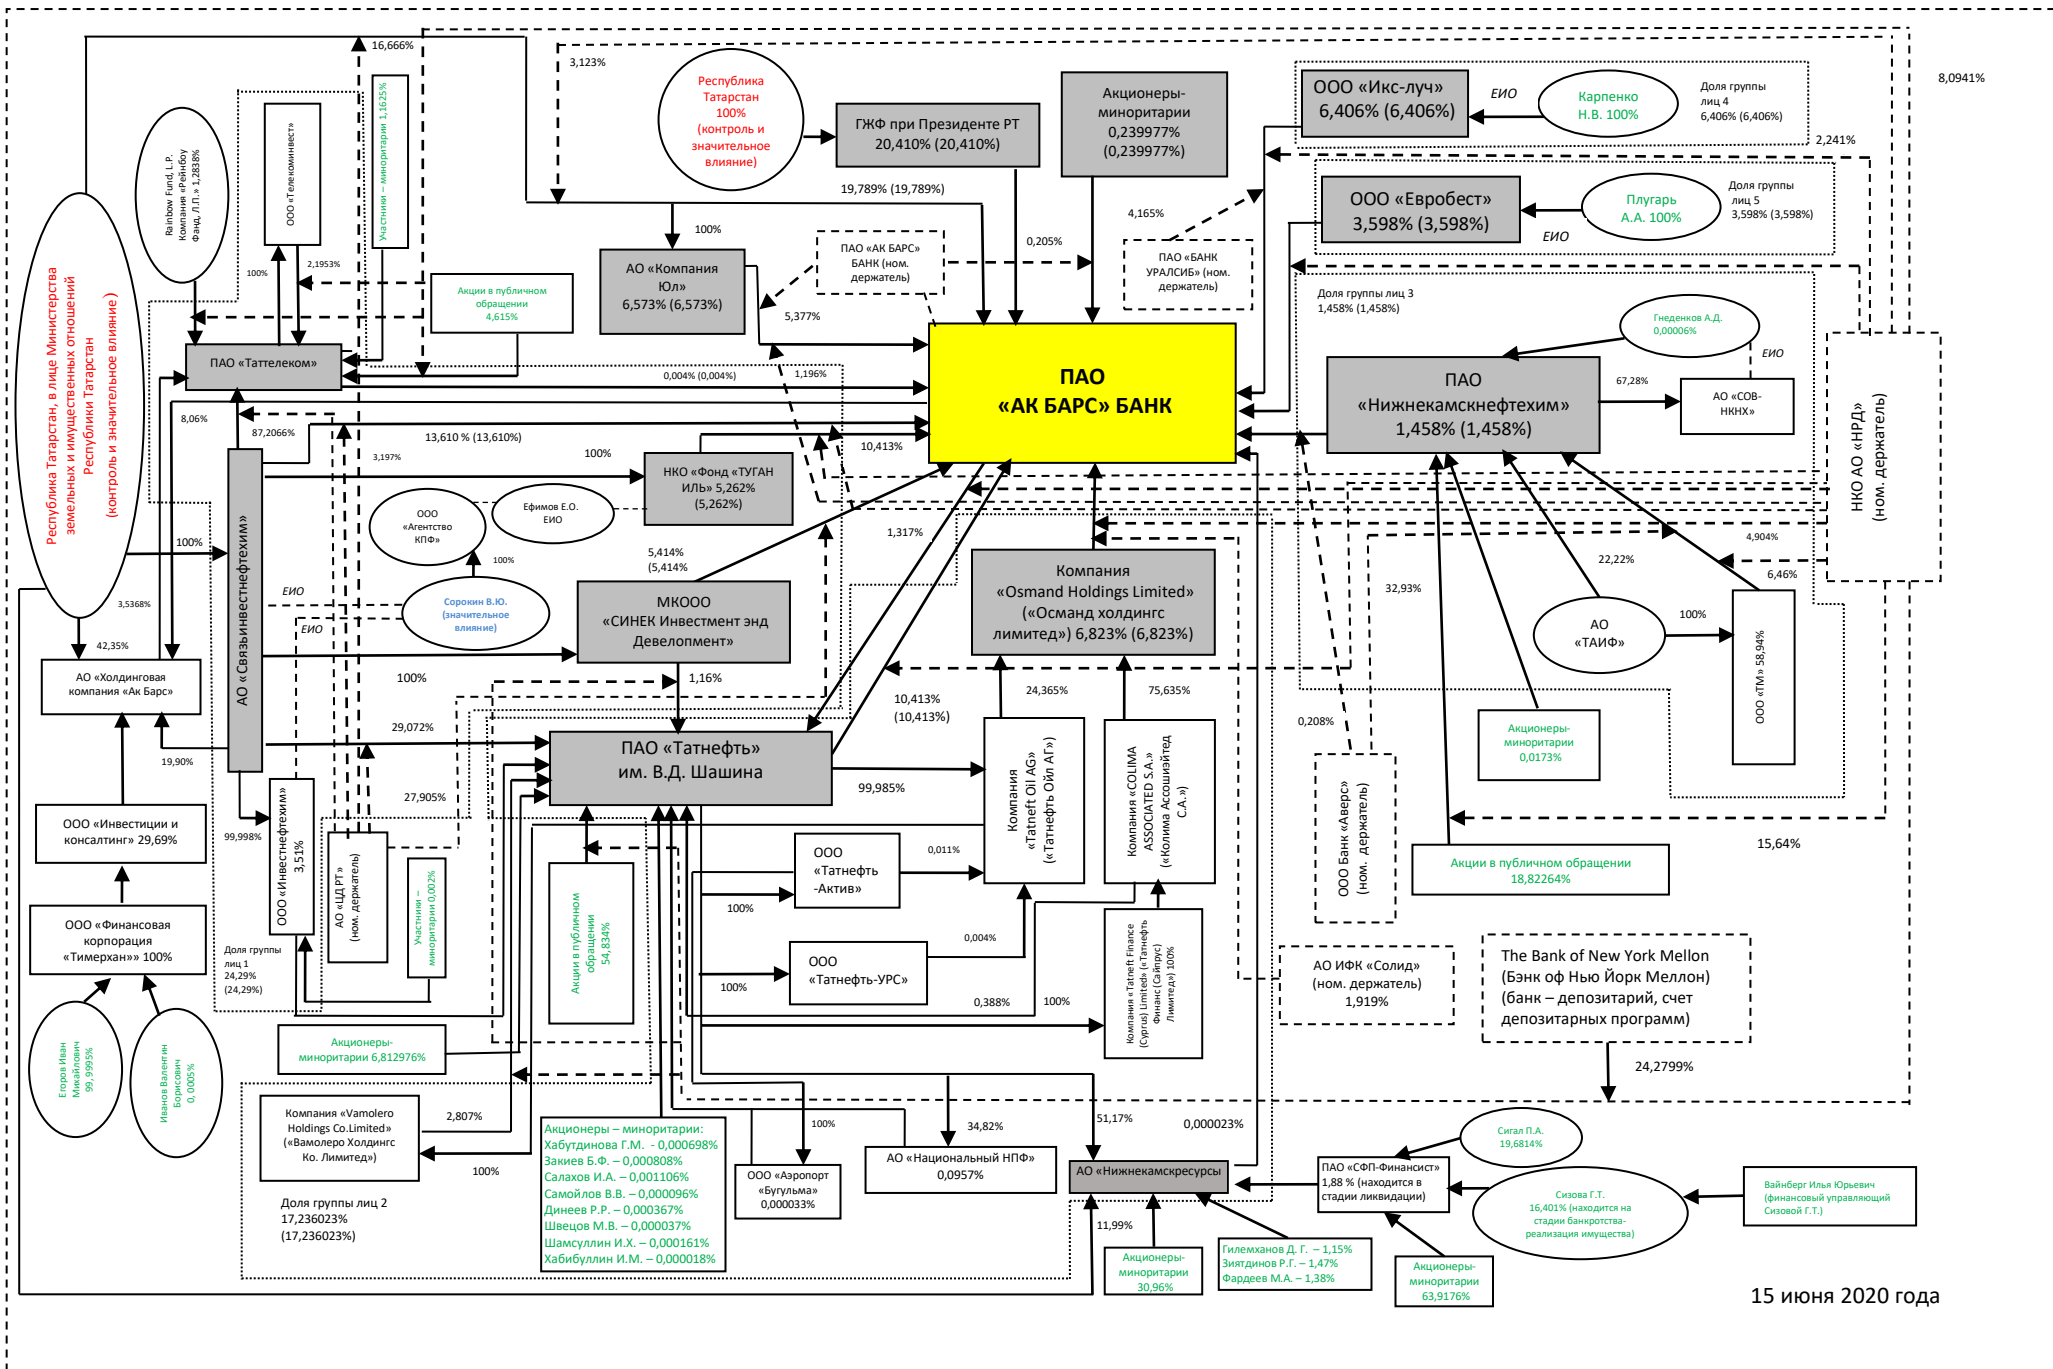 16,666%
3,123%
8,0941%
Республика
Татарстан
100%
(контроль и
значительное
влияние)
ГЖФ при Президенте РТ
20,410% (20,410%)
Акционеры-
миноритарии
0,239977%
(0,239977%)
ООО «Икс-луч»
6,406% (6,406%)
ЕИО
Карпенко
Н.В. 100%
Доля группы
лиц 4
6,406% (6,406%)
2,241%
ООО «Евробест»
3,598% (3,598%)
ЕИО
Плугарь
А.А. 100%
Доля группы
лиц 5
3,598% (3,598%)
Rainbow Fund, L.P.
Компания «Рейнбоу
Фанд, Л.П.» 1,2838%
ООО «Телекоминвест»
Участники – миноритарии 1,1625%
19,789% (19,789%)
100%
0,205%
4,165%
Республика Татарстан, в лице Министерства
земельных и имущественных отношений
Республики Татарстан
(контроль и значительное влияние )
100%
2,1953%
Акции в публичном
обращении
4,615%
АО «Компания
Юл»
6,573% (6,573%)
ПАО «АК БАРС»
БАНК (ном.
держатель)
ПАО «БАНК
УРАЛСИБ» (ном.
держатель)
5,377%
Доля группы лиц 3
1,458% (1,458%)
Гнеденков А.Д.
0,00006%
ЕИО
ПАО «Таттелеком»
0,004% (0,004%)
1,196%
ПАО
«АК БАРС» БАНК
ПАО
«Нижнекамскнефтехим»
1,458% (1,458%)
67,28%
АО «СОВ-
НКНХ»
НКО АО «НРД»
(ном. держатель)
8,06%
87,2066%
13,610 % (13,610%)
10,413%
3,197%
100%
НКО «Фонд «ТУГАН
ИЛЬ» 5,262%
(5,262%)
ООО
«Агентство
КПФ»
Ефимов Е.О.
ЕИО
АО «Связьинвестнефтехим»
100%
100%
5,414%
(5,414%
1,317%
22,22%
32,93%
4,904%
6,46%
ЕИО
ЕИО
Сорокин В.Ю.
(значительное
влияние)
МКООО
«СИНЕК Инвестмент энд
Девелопмент»
Компания
«Osmand Holdings Limited»
(«Османд холдингс
лимитед») 6,823% (6,823%)
АО
«ТАИФ»
100%
ООО «ТМ» 58,94%
3,5368%
42,35%
АО «Холдинговая
компания «Ак Барс»
100%
1,16%
10,413%
(10,413%)
24,365%
75,635%
0,208%
Акционеры-
миноритарии
0,0173%
29,072%
19,90%
ПАО «Татнефть»
им. В.Д. Шашина
99,985%
27,905%
99,998%
ООО «Инвестиции и
консалтинг» 29,69%
ООО «Инвестнефтехим»
3,51%
АО «ЦД РТ»
(ном. держатель)
Участники –
миноритарии 0,002%
Акции в публичном
обращении
54,834%
ООО
«Татнефть
-Актив»
0,011%
100%
Компания
«Tatneft Oil AG»
(«Татнефть Ойл АГ»)
Компания «COLIMA
ASSOCIATED S.A.»
(«Колима Ассошиэйтед
С.А.»)
ООО Банк «Аверс»
(ном. держатель)
15,64%
Акции в публичном обращении
18,82264%
ООО «Финансовая
корпорация
«Тимерхан»» 100%
Доля группы
лиц 1
24,29%
(24,29%)
ООО
«Татнефть-УРС»
0,004%
100%
0,388%
100%
Компания «Tatneft Finance
(Cyprus) Limited» («Татнефть
Финанс (Сайпрус)
Лимитед») 100%
АО ИФК «Солид»
(ном. держатель)
1,919%
The Bank of New York Mellon
(Бэнк оф Нью Йорк Меллон)
(банк – депозитарий, счет
депозитарных программ)
24,2799%
Егоров Иван
Михайлович
99,9995%
Иванов Валентин
Борисович
0,0005%
Акционеры-
миноритарии 6,812976%
Компания «Vamolero
Holdings Co.Limited»
(«Вамолеро Холдингс
Ко. Лимитед»)
2,807%
100%
Доля группы лиц 2
17,236023%
(17,236023%)
Акционеры – миноритарии:
Хабутдинова Г.М. - 0,000698%
Закиев Б.Ф. – 0,000808%
Салахов И.А. – 0,001106%
Самойлов В.В. – 0,000096%
Динеев Р.Р. – 0,000367%
Швецов М.В. – 0,000037%
Шамсуллин И.Х. – 0,000161%
Хабибуллин И.М. – 0,000018%
100%
ООО «Аэропорт
«Бугульма»
0,000033%
34,82%
АО «Национальный НПФ»
0,0957%
51,17%
0,000023%
АО «Нижнекамскресурсы
11,99%
Акционеры-
миноритарии
30,96%
Гилемханов Д. Г. – 1,15%
Зиятдинов Р.Г. – 1,47%
Фардеев М.А. – 1,38%
ПАО «СФП-Финансист»
1,88 % (находится в
стадии ликвидации)
Сигал П.А.
19,6814%
Сизова Г.Т.
16,401% (находится на
стадии банкротства-
реализация имущества)
Вайнберг Илья Юрьевич
(финансовый управляющий
Сизовой Г.Т.)
Акционеры-
миноритарии
63,9176%
15 июня 2020 года